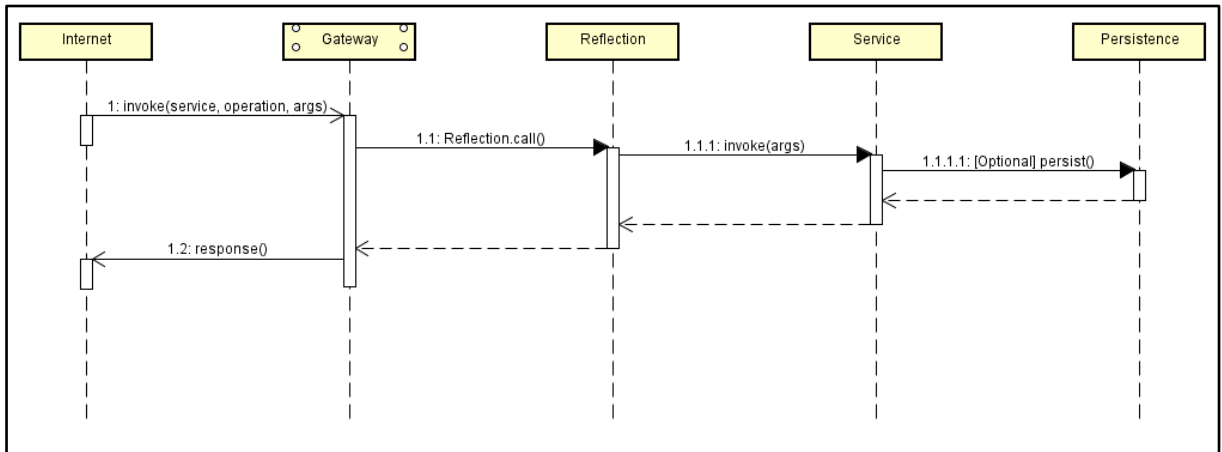 Internet
Gateway
Reflection
Service
Persistence
1: invoke(service, operation, args)
1.1: Reflection.call()
1.1.1: invoke(args)
1.1.1.1: [Optional] persist()
1.2: response()